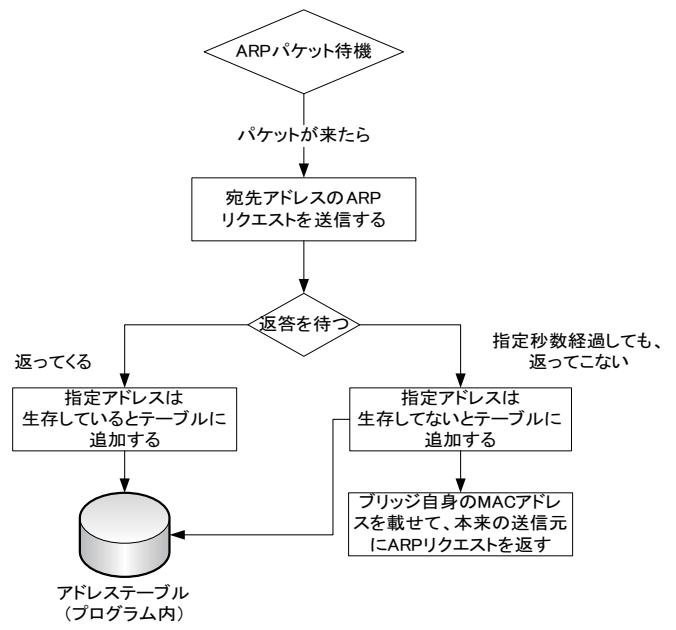 ARPパケット待機
パケットが来たら
宛先アドレスのARP
リクエストを送信する
返答を待つ
返ってくる
指定秒数経過しても、
返ってこない
指定アドレスは
生存しているとテーブルに
追加する
指定アドレスは
生存してないとテーブルに
追加する
ブリッジ自身のMACアドレ
スを載せて、本来の送信元
にARPリクエストを返す
アドレステーブル
（プログラム内）